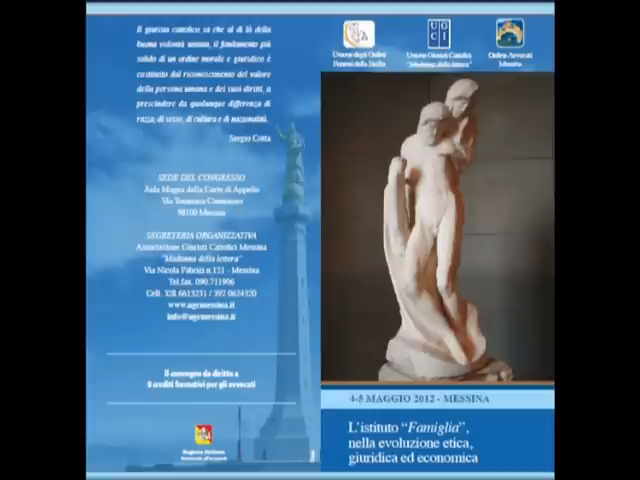 Il giurista cattolico sa che al di là della
buona volontà umana, il fondamento più
solido di un ordine morale e giuridico è
costituito dal riconoscimento del valore
della persona umana e dei suoi diritti, a
prescindere da qualunque differenza di
razza, di sesso, di cultura e di nazionalità.
Sergio Cotta
SEDE DEL CONGRESSO
Aula Magna della Corte di Appello
Via Tommaso Cannizzaro
98100 Messina
SEGRETERIA ORGANIZZATIVA
Associazione Giuristi Cattolici Messina
"Madonna della lettera"
Via Nicola Fabrizi n.121 - Messina
Tel.fax. 090.711906
Cell. 328 661323) / 392 0624320
www.ugcimessina.it
info@ugcimessina.it
Il convegno da diritto a
8 crediti formativi per gli avvocati
Regione Siciliana
Unione degli Ordini
Forensi della Sicilia
U G
C I
Unione Giuristi Cattolici
"Madonna della lettera"
Ordine Avvocati
Messina
4-5 MAGGIO 2012 - MESSINA
L'istituto "Famiglia",
nella evoluzione etica,
giuridica ed economica